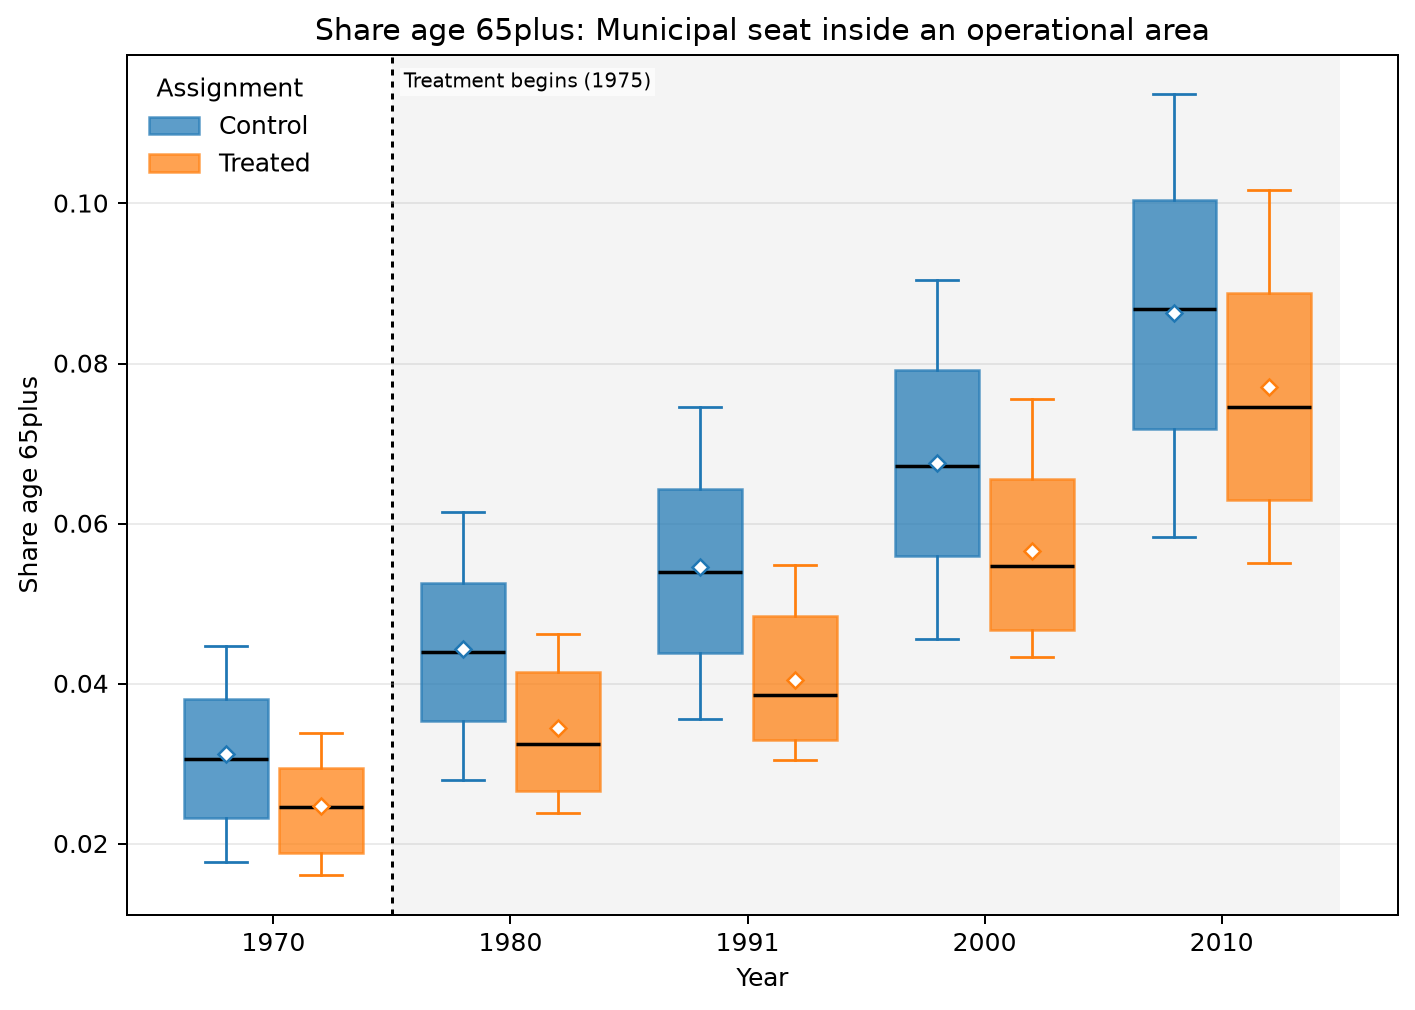 Share age 65plus: Municipal seat inside an operational area
Treatment begins (1975)
Assignment
Control
Treated
0.10
0.08
0.06
0.04
0.02
Share age 65plus
1970
1980
1991
2000
2010
Year